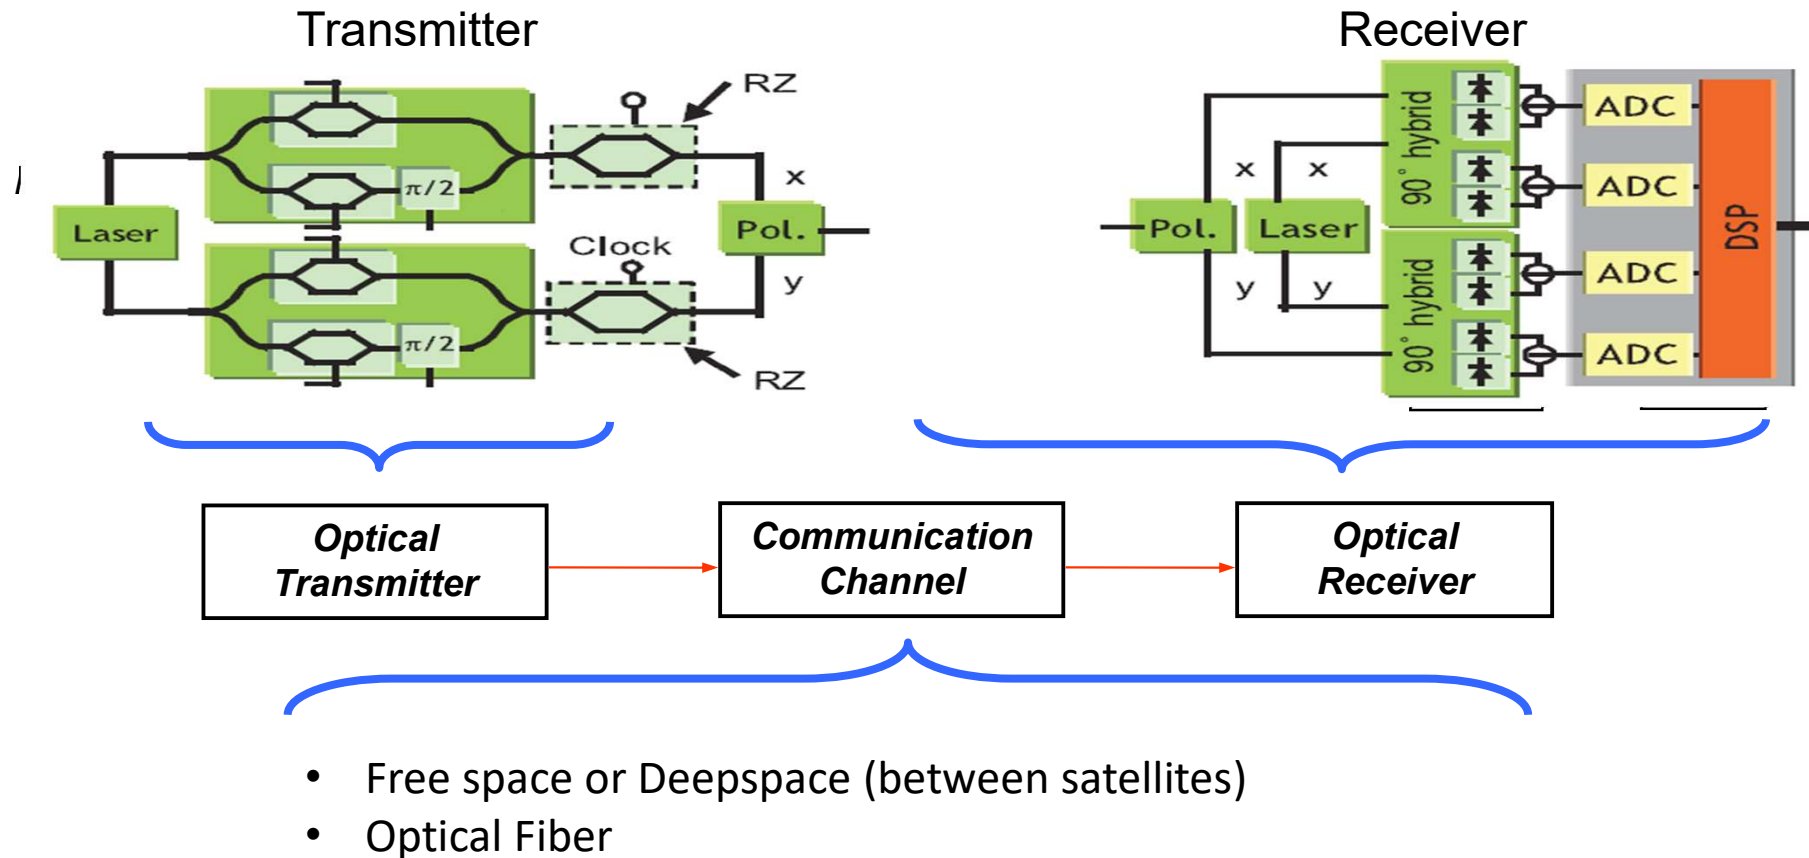 Transmitter
Receiver
RZ
π/2
x
Laser
Pol.
Clock
y
π/2
RZ
90° hybrid
ADC
x
x
ADC
Pol.
Laser
DSP
y
y
90° hybrid
ADC
ADC
Optical
Transmitter
Communication
Channel
Optical
Receiver
• Free space or Deepspace (between satellites)
• Optical Fiber